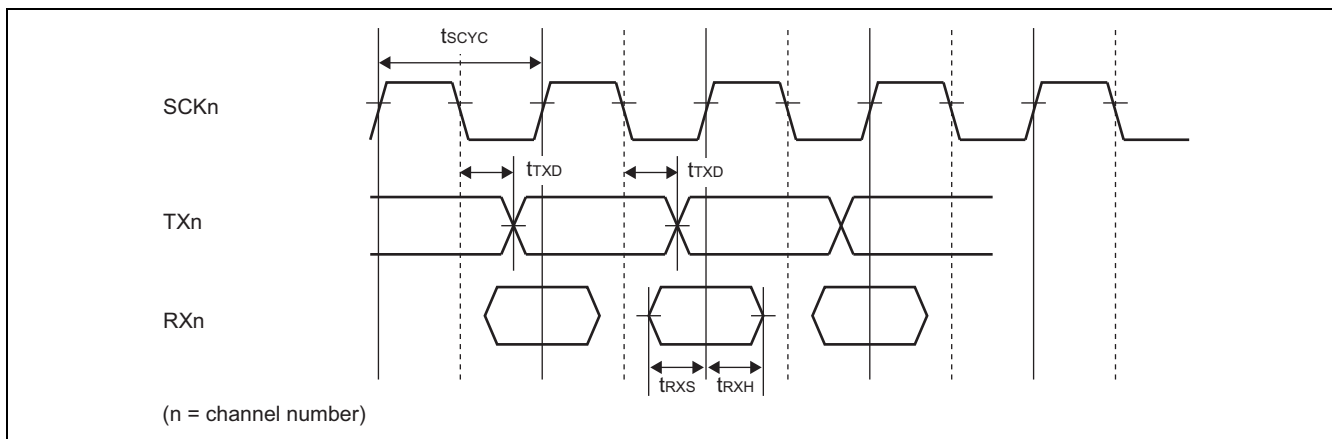 tSCYC
SCKn
tTXD tTXD
TXn
RXn
tRXS tRXH
(n = channel number)